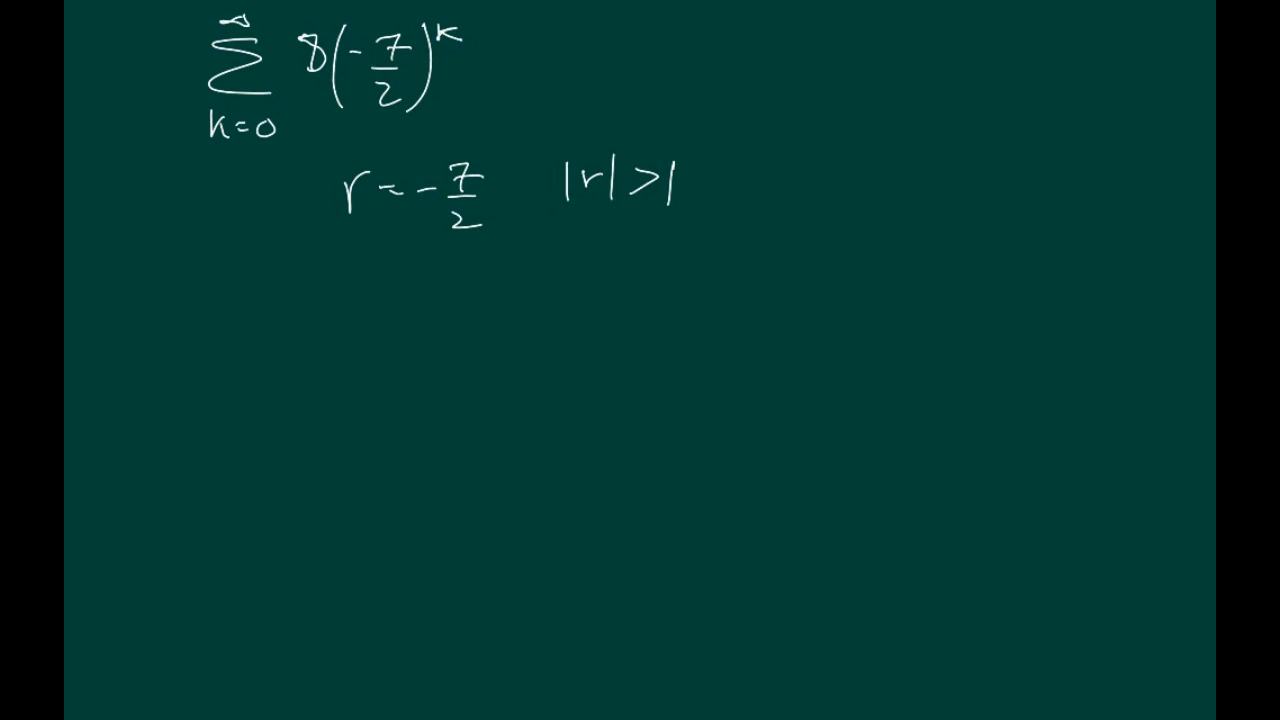 ∞
∑ 8(-7/2)^k
k=0
r=-7/2 |r|>1